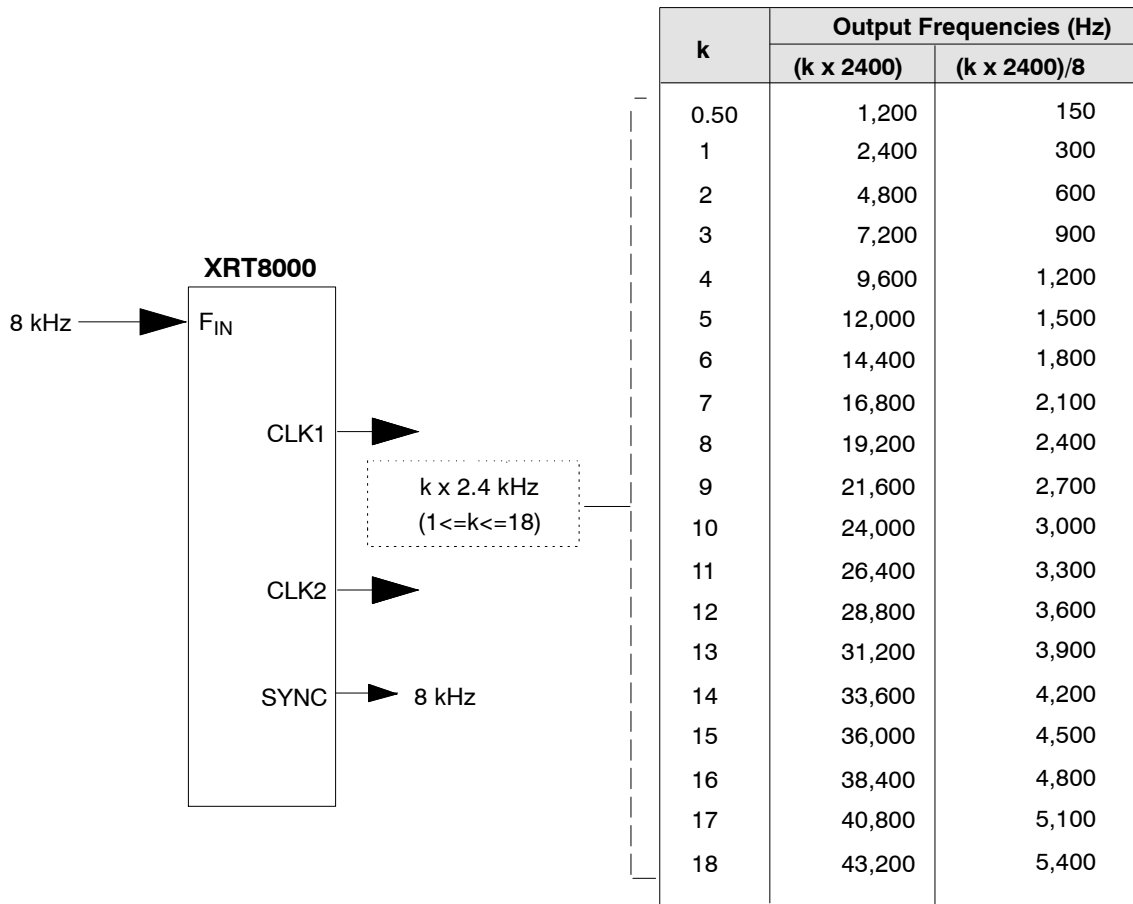 XRT8000
8 kHz
FIN
CLK1
k x 2.4 kHz
(1<=k<=18)
CLK2
SYNC
8 kHz
k Output Frequencies (Hz)
(k x 2400) (k x 2400)/8
0.50 1,200 150
1 2,400 300
2 4,800 600
3 7,200 900
4 9,600 1,200
5 12,000 1,500
6 14,400 1,800
7 16,800 2,100
8 19,200 2,400
9 21,600 2,700
10 24,000 3,000
11 26,400 3,300
12 28,800 3,600
13 31,200 3,900
14 33,600 4,200
15 36,000 4,500
16 38,400 4,800
17 40,800 5,100
18 43,200 5,400